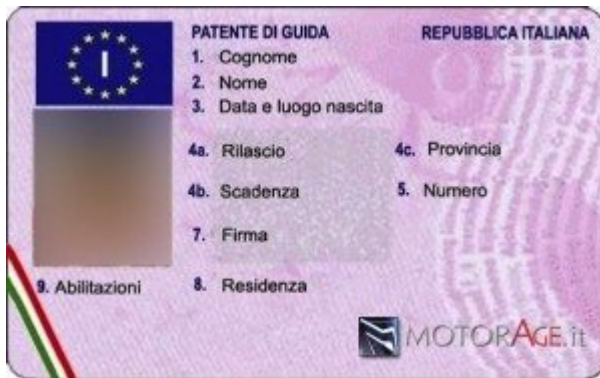 I
PATENTE DI GUIDA REPUBBLICA ITALIANA
1. Cognome
2. Nome
3. Data e luogo nascita
4a. Rilascio 4c. Provincia
4b. Scadenza 5. Numero
7. Firma
9. Abilitazioni 8. Residenza
MOTORAGE.it